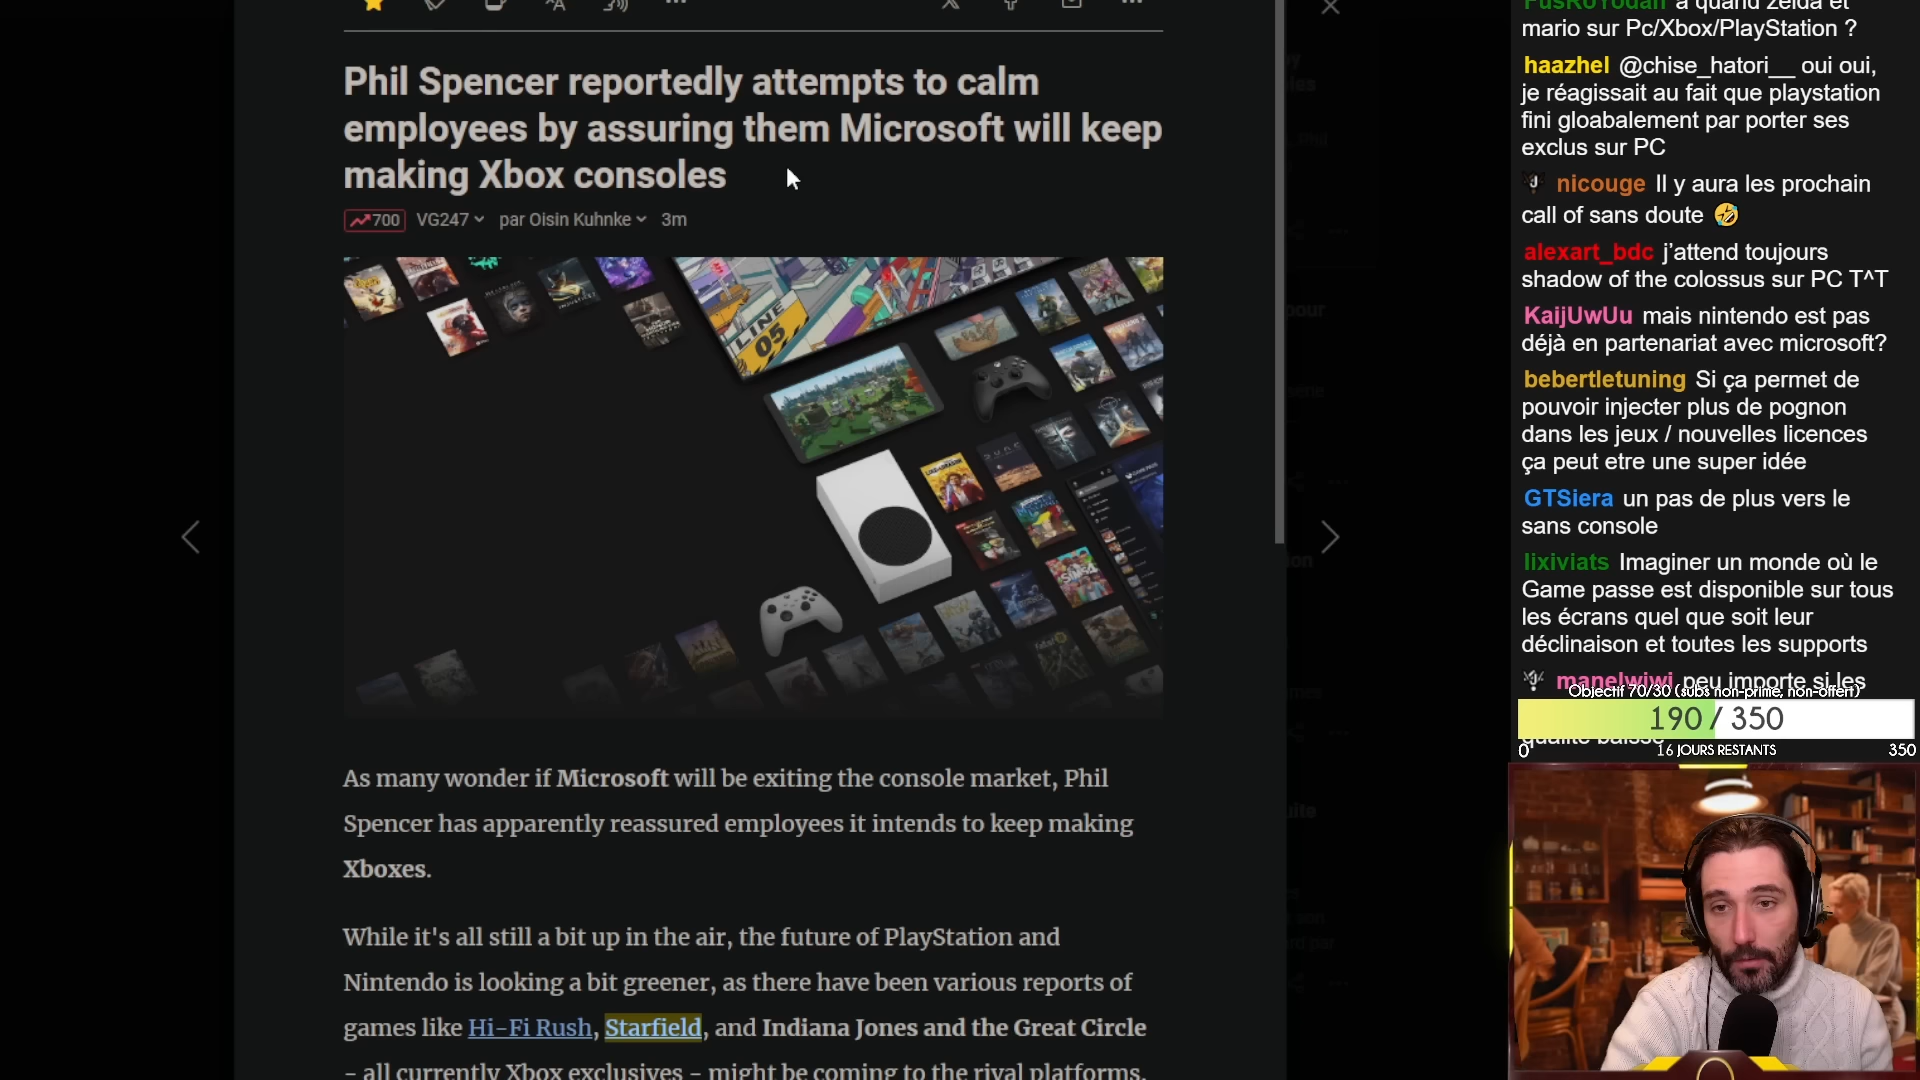 Phil Spencer reportedly attempts to calm
employees by assuring them Microsoft will keep
making Xbox consoles
700 VG247 par Oisin Kuhnke 3m
LINE
05
As many wonder if Microsoft will be exiting the console market, Phil
Spencer has apparently reassured employees it intends to keep making
Xboxes.
While it's all still a bit up in the air, the future of PlayStation and
Nintendo is looking a bit greener, as there have been various reports of
games like Hi-Fi Rush, Starfield, and Indiana Jones and the Great Circle
– all currently Xbox exclusives – might be coming to the rival platforms.
FusRoYodah a quand zelda et
mario sur Pc/Xbox/PlayStation ?
haazhel @chise_hatori__ oui oui,
je réagissait au fait que playstation
fini gloabalement par porter ses
exclus sur PC
nicouge Il y aura les prochain
call of sans doute 🤣
alexart_bdc j'attend toujours
shadow of the colossus sur PC T^T
KaijUwUu mais nintendo est pas
déjà en partenariat avec microsoft?
bebertletuning Si ça permet de
pouvoir injecter plus de pognon
dans les jeux / nouvelles licences
ça peut etre une super idée
GTSiera un pas de plus vers le
sans console
lixiviats Imaginer un monde où le
Game passe est disponible sur tous
les écrans quel que soit leur
déclinaison et toutes les supports
manelwiwi peu importe si les
Objectif 70/30 (subs non-prime, non-offert)
190 / 350
qualité baisse
0 16 JOURS RESTANTS 350